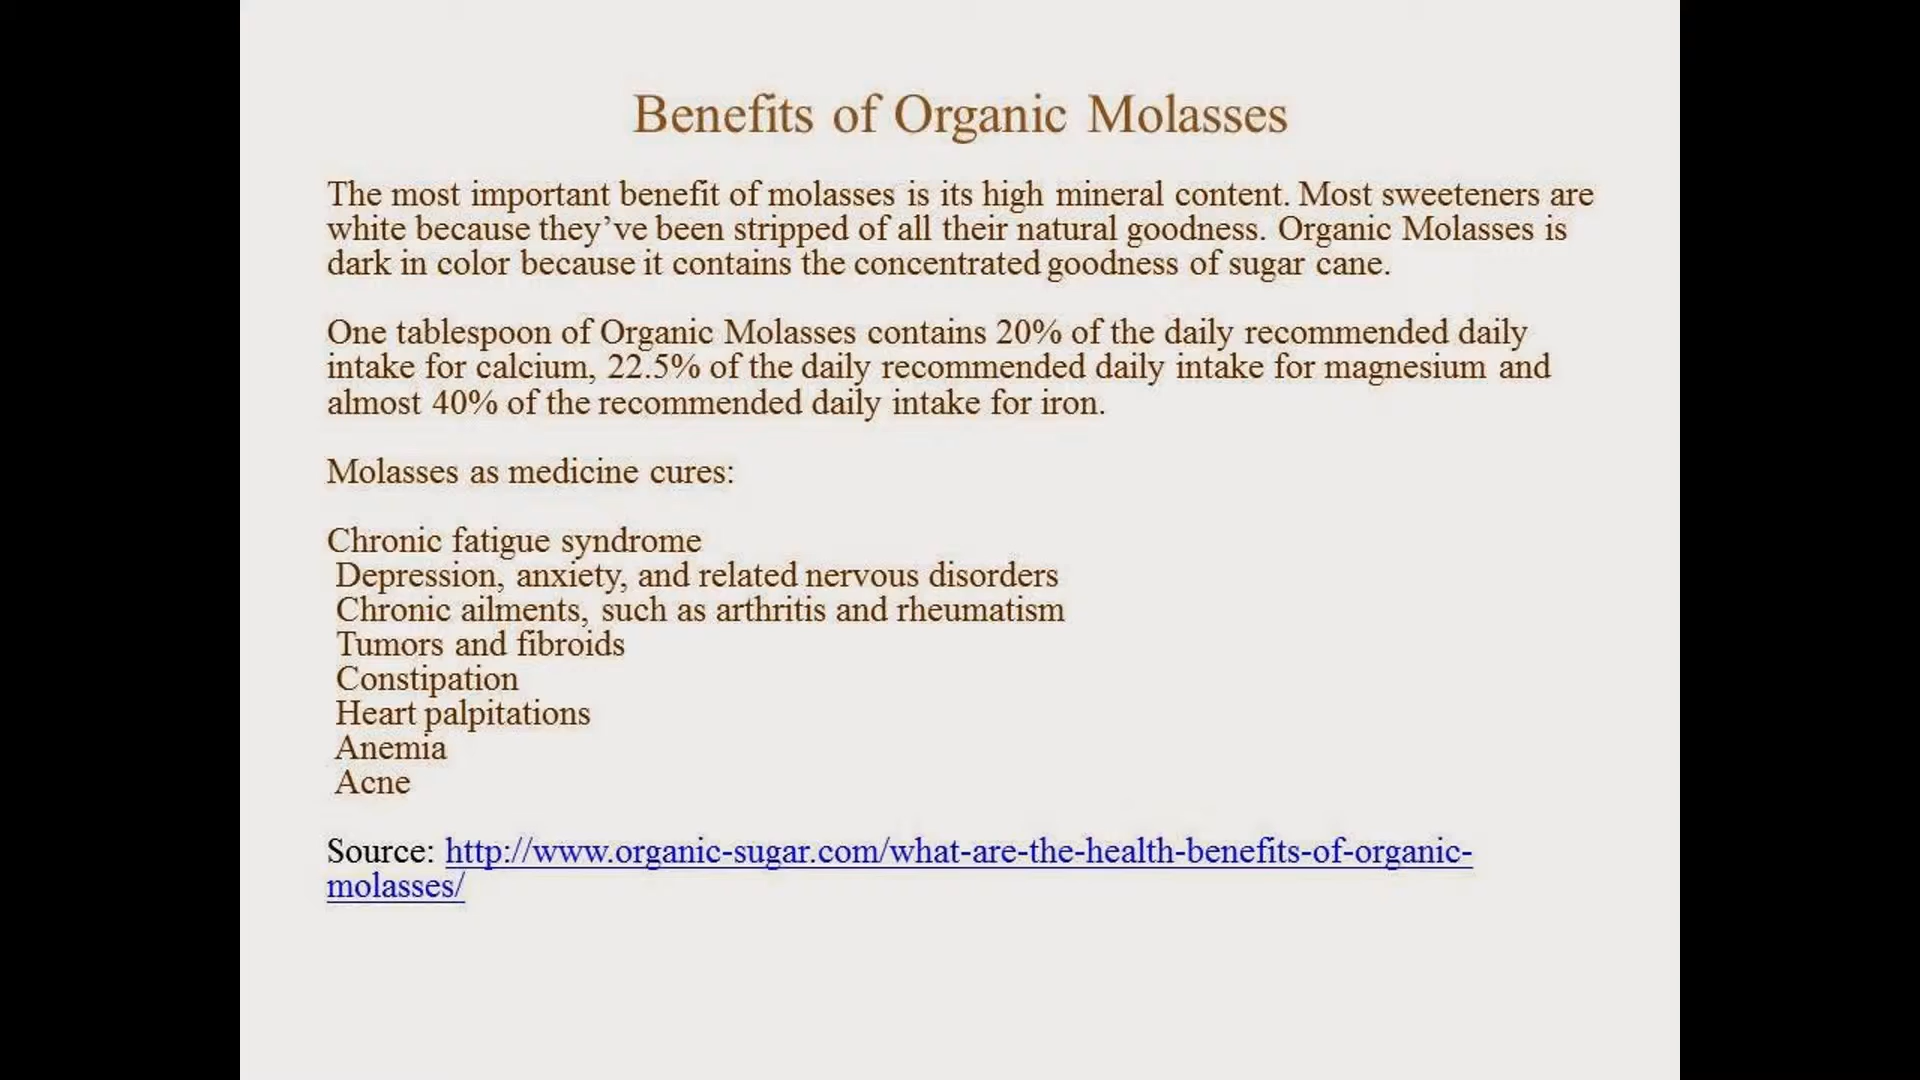 Benefits of Organic Molasses
The most important benefit of molasses is its high mineral content. Most sweeteners are
white because they’ve been stripped of all their natural goodness. Organic Molasses is
dark in color because it contains the concentrated goodness of sugar cane.
One tablespoon of Organic Molasses contains 20% of the daily recommended daily
intake for calcium, 22.5% of the daily recommended daily intake for magnesium and
almost 40% of the recommended daily intake for iron.
Molasses as medicine cures:
Chronic fatigue syndrome
Depression, anxiety, and related nervous disorders
Chronic ailments, such as arthritis and rheumatism
Tumors and fibroids
Constipation
Heart palpitations
Anemia
Acne
Source: http://www.organic-sugar.com/what-are-the-health-benefits-of-organic-
molasses/